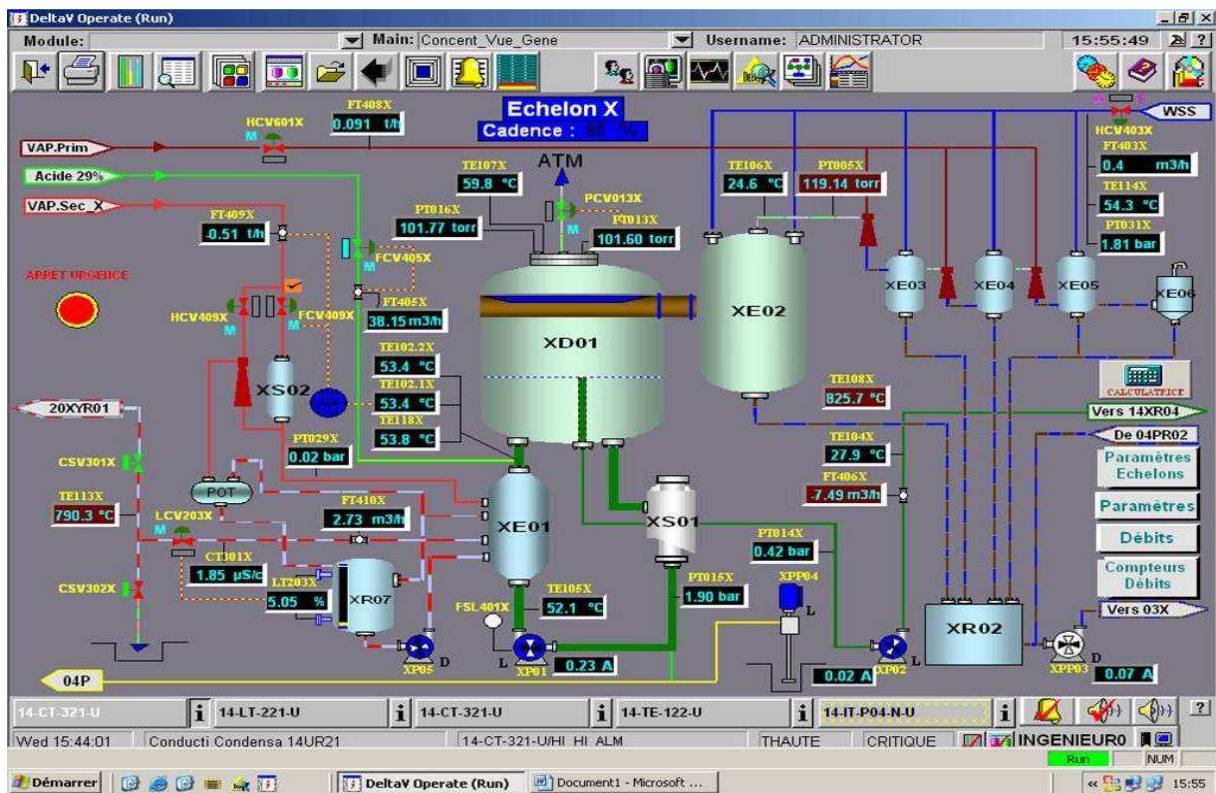 DeltaV Operate (Run)
Module: Main: Concent_Vue_Gene Username: ADMINISTRATOR 15:55:49 ?
Echelon X
Cadence : %
FT408X
0.091 t/h
HCV601X
M
VAP.Prim
Acide 29%
VAP.Sec_X
WSS
HCV403X
FT403X
0.4 m3/h
TE114X
54.3 °C
PT031X
1.81 bar
TE107X
59.8 °C
ATM
PCV013X
M
PT016X
101.77 torr
PT013X
101.60 torr
TE106X
24.6 °C
PT005X
119.14 torr
FT409X
-0.51 t/h
FCV405X
M
FT405X
38.15 m3/h
ARRET URGENCE
HCV409X
M
FCV409X
M
XS02
XD01
XE02
XE03
XE04
XE05
XE06
TE102.2X
53.4 °C
TE102.1X
53.4 °C
TE118X
53.8 °C
TE108X
825.7 °C
TE104X
27.9 °C
FT406X
-7.49 m3/h
CALCULATRICE
Vers 14XR04
De 04PR02
Paramètres
Echelons
Paramètres
Débits
Compteurs
Débits
Vers 03X
20XYR01
CSV301X
PT029X
0.02 bar
POT
TE113X
790.3 °C
LCV203X
M
FT410X
2.73 m3/h
CT301X
1.85 µS/c
CSV302X
LT203X
5.05 %
XR07
XE01
XS01
PT014X
0.42 bar
PT015X
1.90 bar
XPP04
L
TE105X
52.1 °C
FSL401X
L
XP05
D
XP01
0.23 A
XP02
L
0.02 A
XR02
XPP03
D
0.07 A
04P
14-CT-321-U i 14-LT-221-U i 14-CT-321-U i 14-TE-122-U i 14-IT-P04-N-U i ?
Wed 15:44:01 Conducti Condensa 14UR21 14-CT-321-U/HI_HI_ALM THAUTE CRITIQUE INGENIEUR0
Run NUM
Démarrer DeltaV Operate (Run) Document1 - Microsoft ... « 15:55